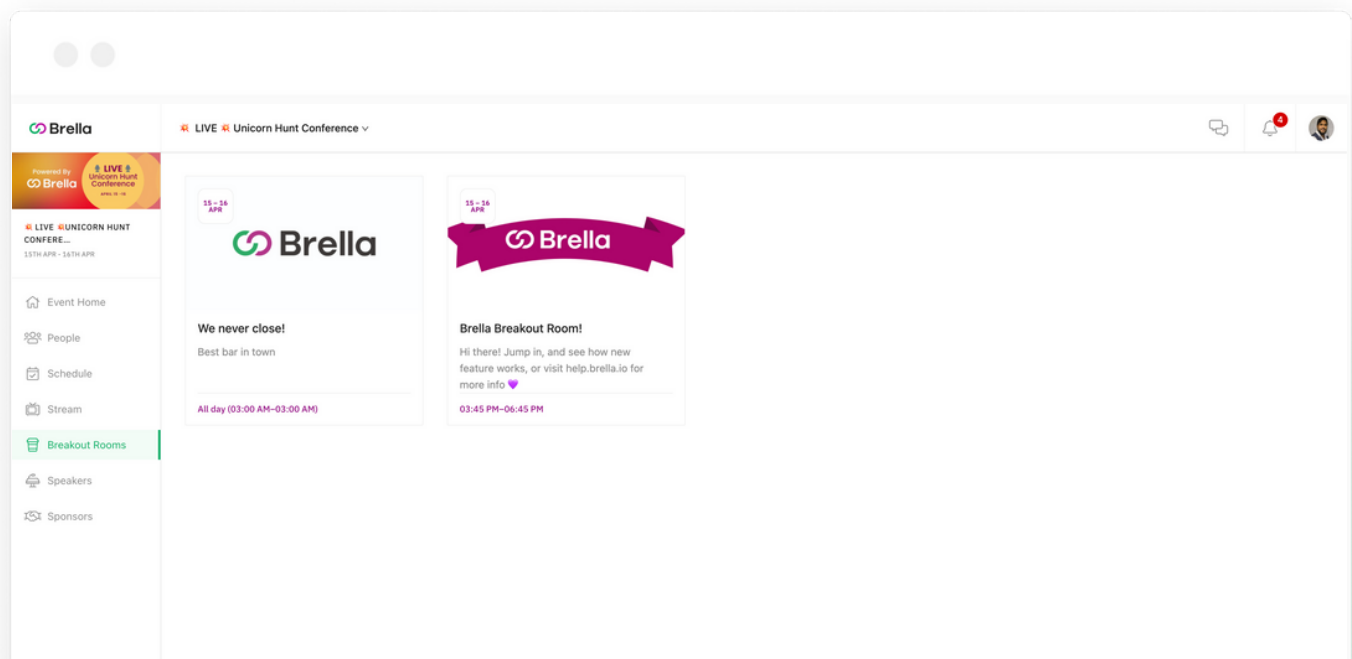 Brella
💥 LIVE 💥 Unicorn Hunt Conference
4
Powered By
Brella
LIVE
Unicorn Hunt
Conference
💥 LIVE 💥UNICORN HUNT
CONFERE...
15TH APR - 16TH APR
Event Home
People
Schedule
Stream
Breakout Rooms
Speakers
Sponsors
15 – 16
APR
Brella
We never close!
Best bar in town
All day (03:00 AM–03:00 AM)
15 – 16
APR
Brella
Brella Breakout Room!
Hi there! Jump in, and see how new
feature works, or visit help.brella.io for
more info 💜
03:45 PM–06:45 PM